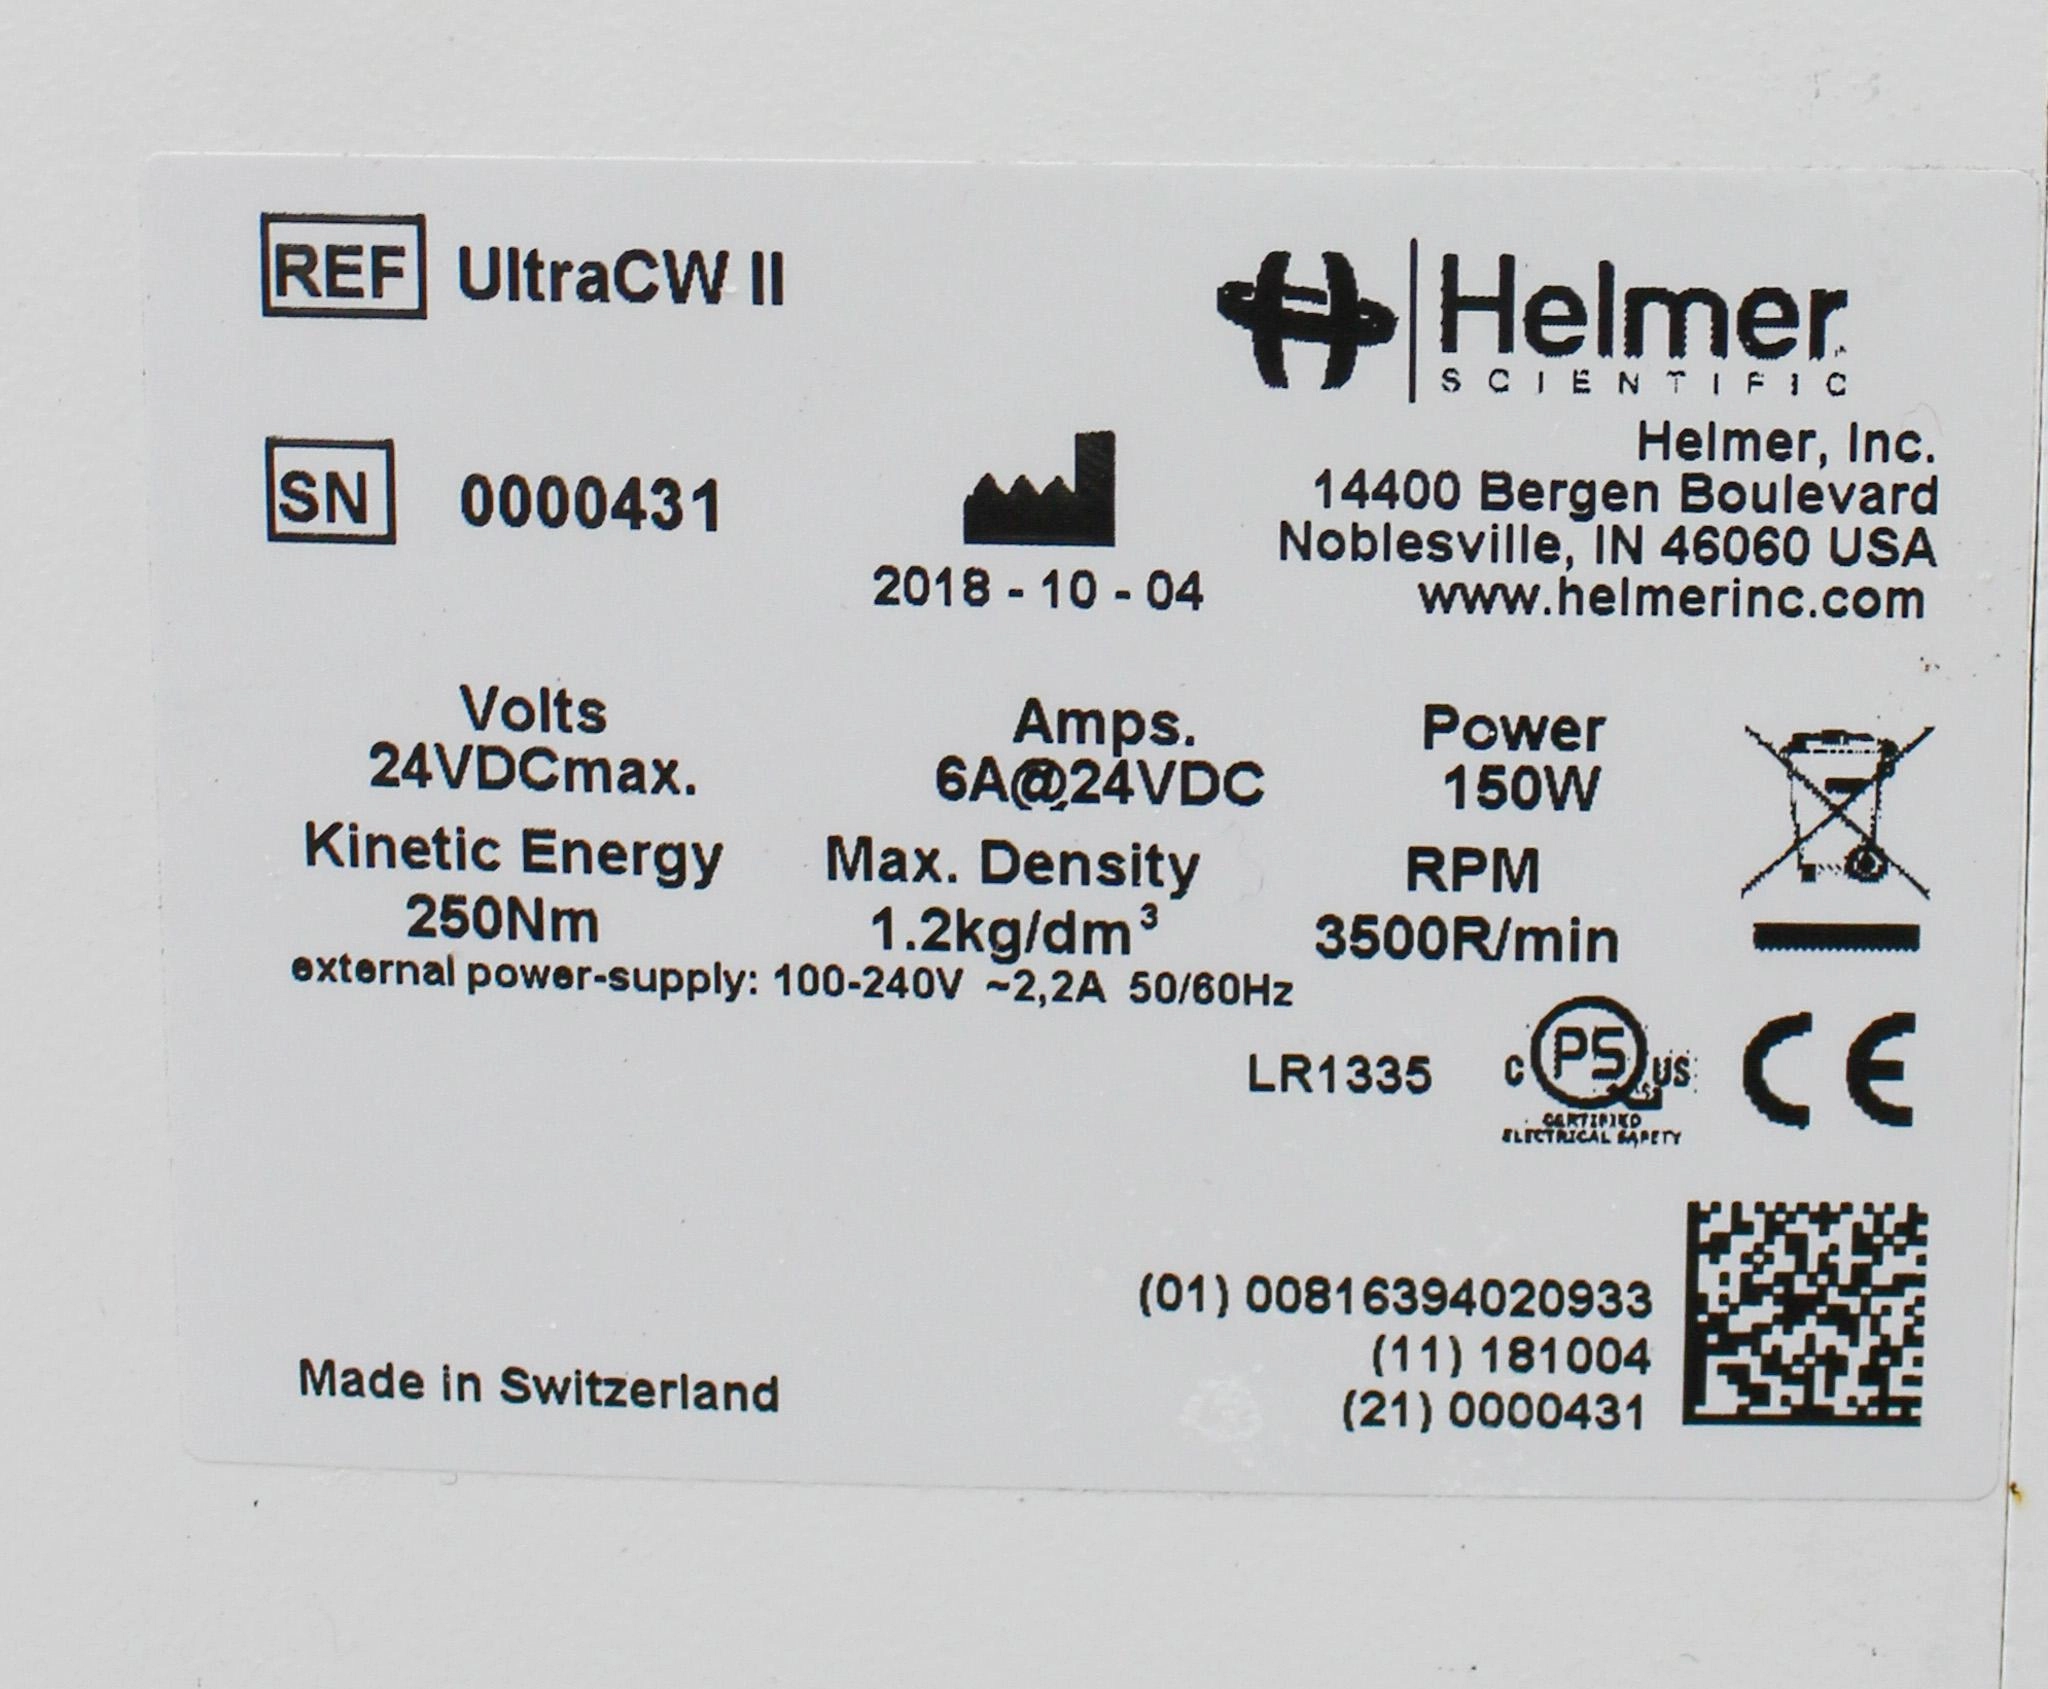 REF UltraCW II
Helmer
SCIENTIFIC
Helmer, Inc.
14400 Bergen Boulevard
Noblesville, IN 46060 USA
www.helmerinc.com
SN 0000431
2018 - 10 - 04
Volts Amps. Power
24VDCmax. 6A@24VDC 150W
Kinetic Energy Max. Density RPM
250Nm 1.2kg/dm³ 3500R/min
external power-supply: 100-240V ~2,2A 50/60Hz
LR1335 C PS US CE
CERTIFIED
ELECTRICAL SAFETY
(01) 00816394020933
(11) 181004
(21) 0000431
Made in Switzerland